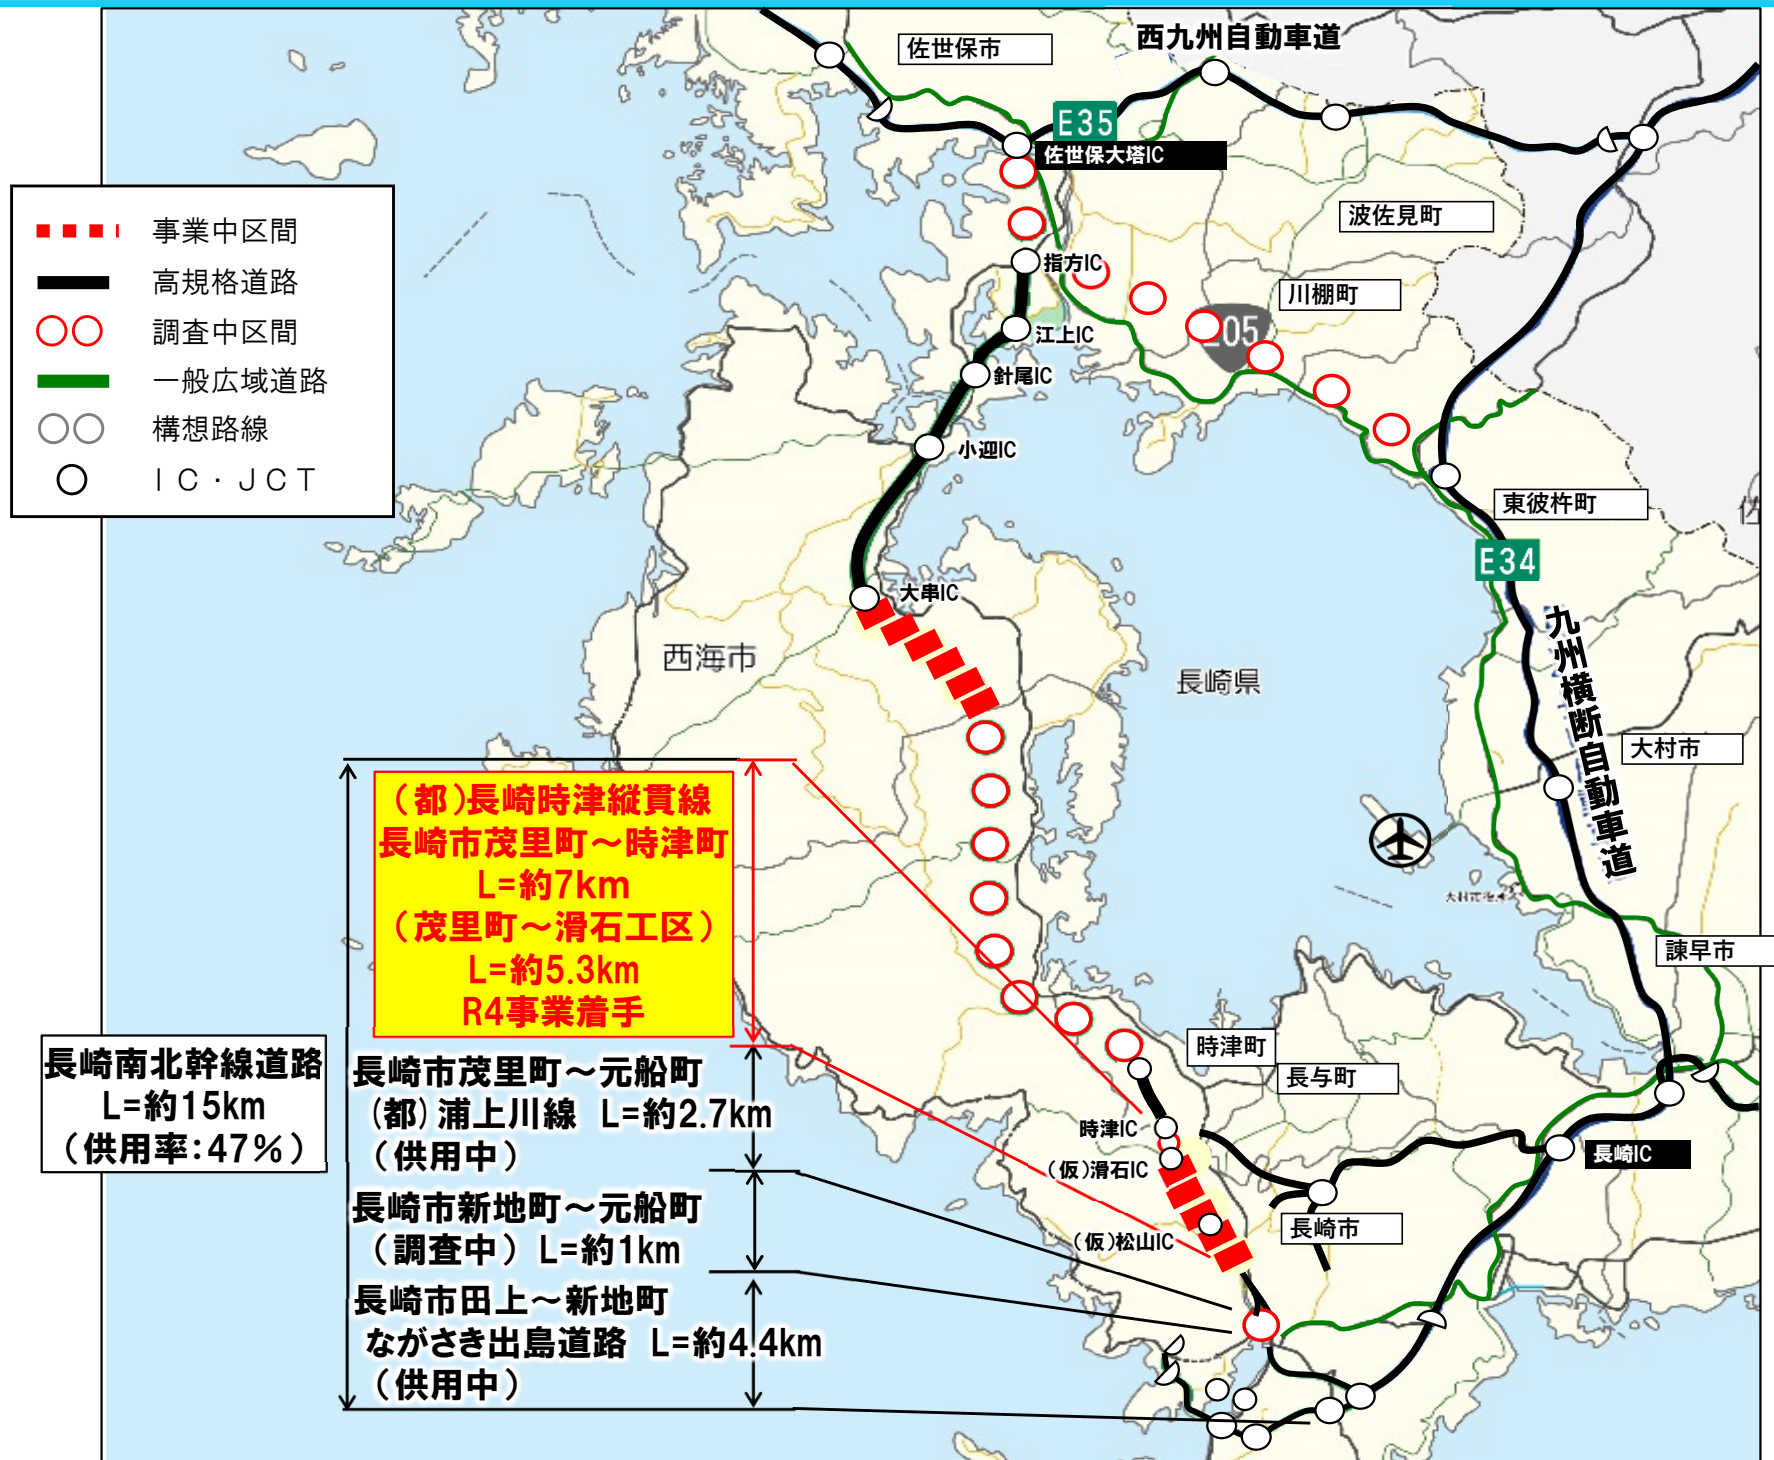 西九州自動車道
佐世保市
E35
佐世保大塔IC
事業中区間
高規格道路
調査中区間
一般広域道路
構想路線
IC・JCT
波佐見町
指方IC
川棚町
江上IC
05
針尾IC
小迎IC
東彼杵町
佐
E34
大串IC
九州横断自動車道
西海市
長崎県
大村市
(都)長崎時津縦貫線
長崎市茂里町～時津町
L=約7km
(茂里町～滑石工区)
L=約5.3km
R4事業着手
諫早市
時津町
長与町
長崎南北幹線道路
L=約15km
(供用率:47%)
長崎市茂里町～元船町
(都)浦上川線 L=約2.7km
(供用中)
時津IC
長崎IC
(仮)滑石IC
長崎市新地町～元船町
(調査中) L=約1km
(仮)松山IC
長崎市
長崎市田上～新地町
ながさき出島道路 L=約4.4km
(供用中)